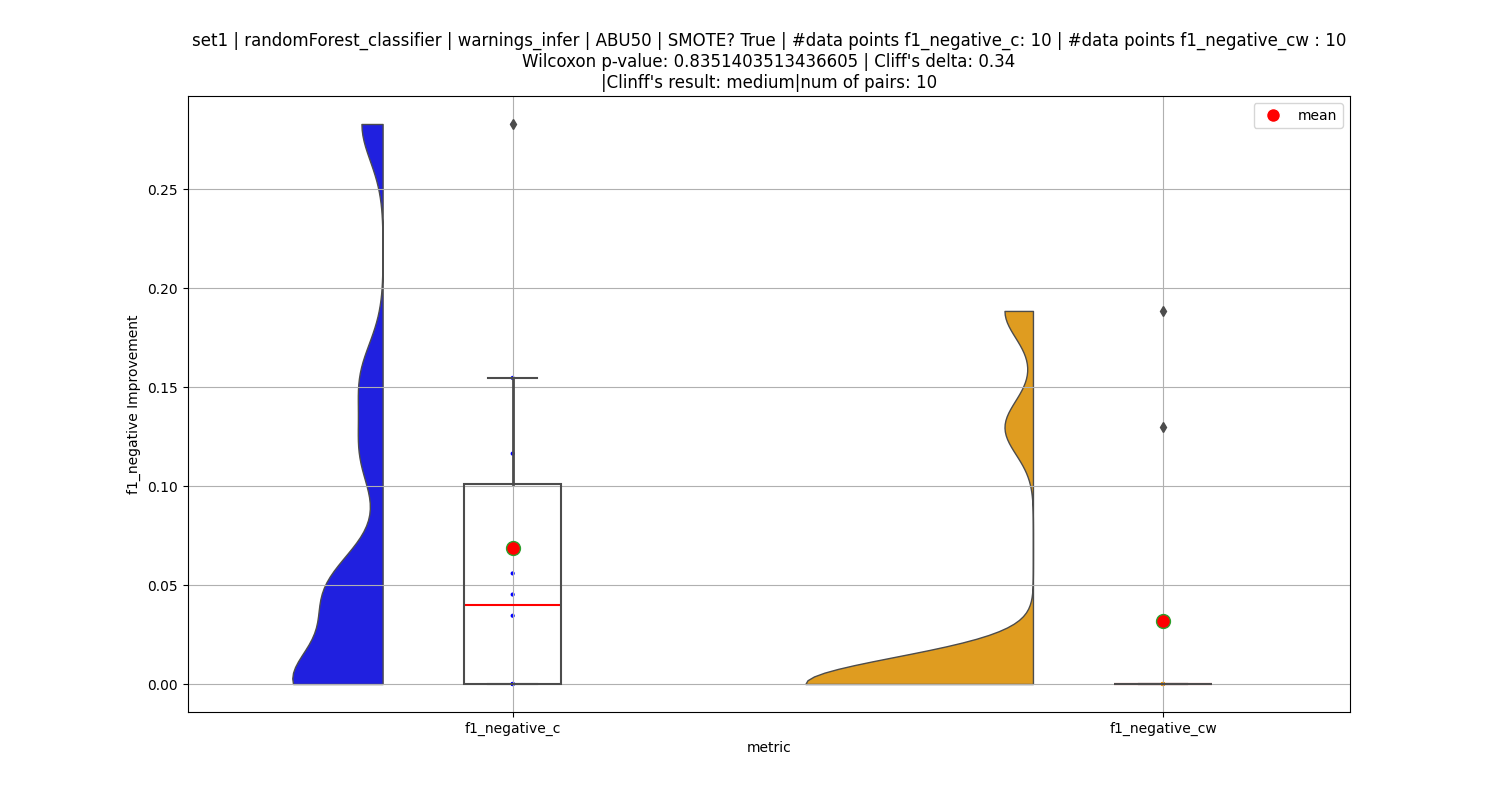 set1 | randomForest_classifier | warnings_infer | ABU50 | SMOTE? True | #data points f1_negative_c: 10 | #data points f1_negative_cw : 10
Wilcoxon p-value: 0.8351403513436605 | Cliff's delta: 0.34
|Clinff's result: medium|num of pairs: 10
mean
f1_negative Improvement
0.25
0.20
0.15
0.10
0.05
0.00
f1_negative_c
f1_negative_cw
metric